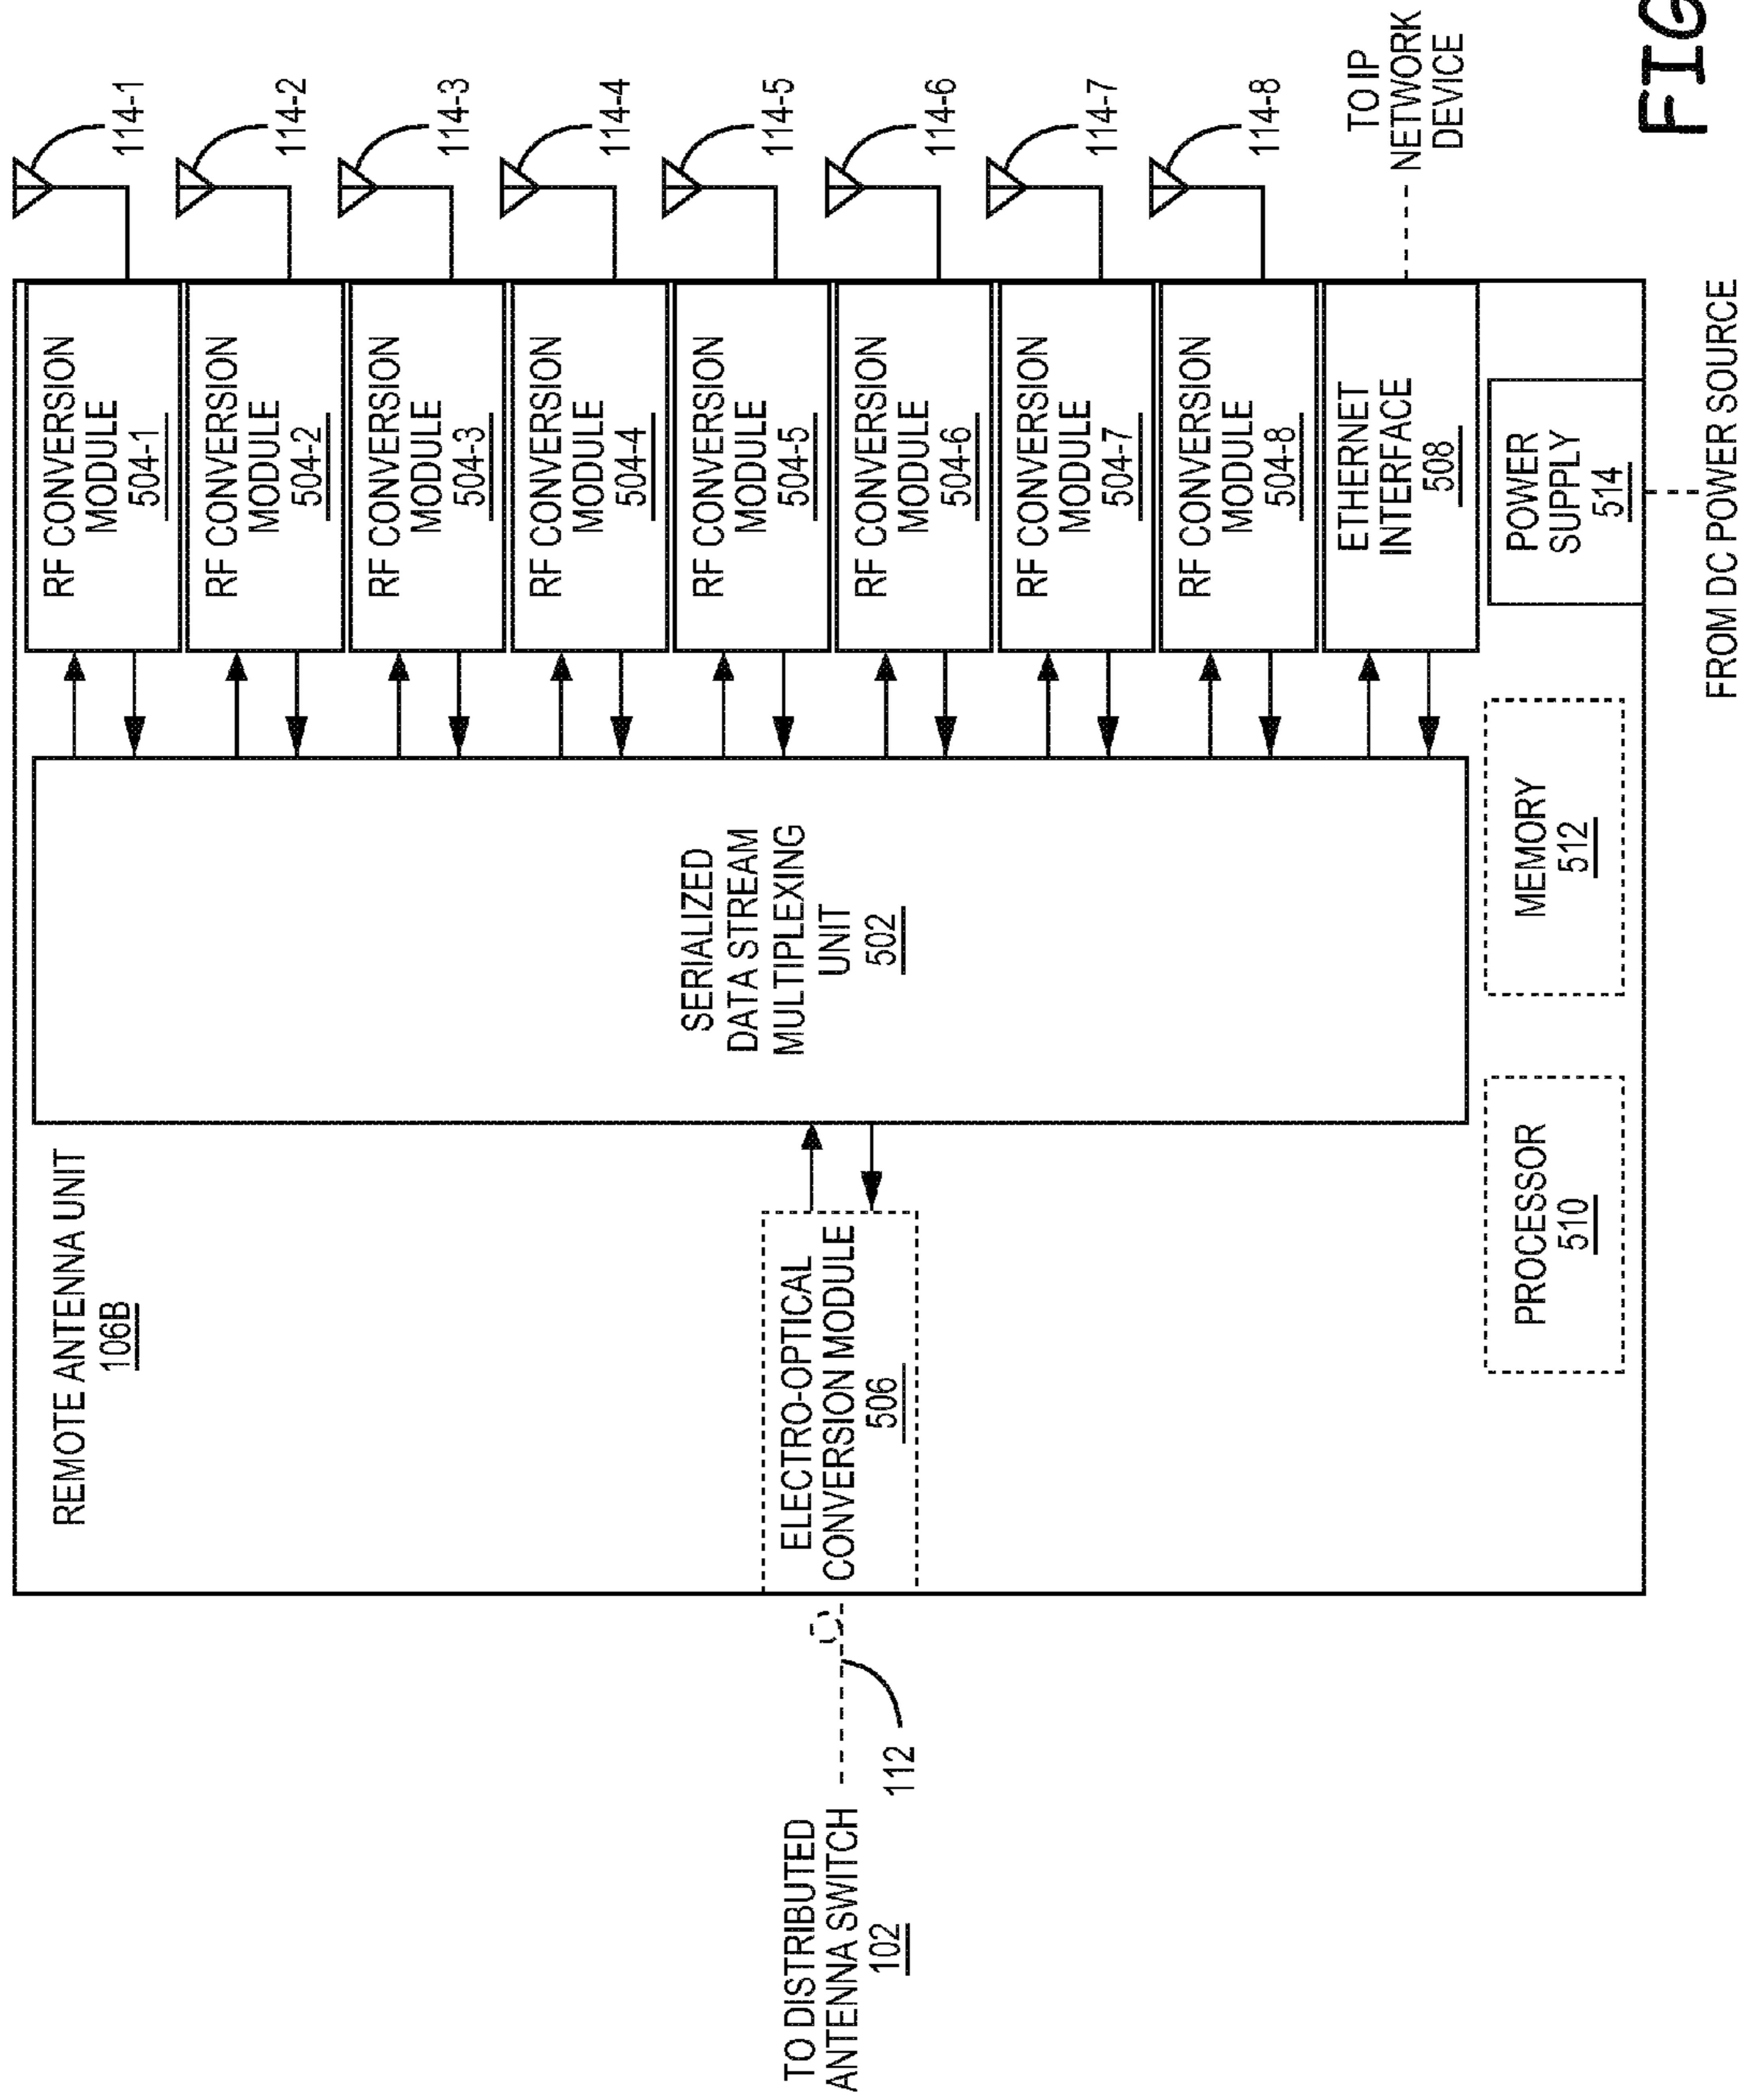 REMOTE ANTENNA UNIT
106B
TO DISTRIBUTED
ANTENNA SWITCH
102
112
ELECTRO-OPTICAL
CONVERSION MODULE
506
SERIALIZED
DATA STREAM
MULTIPLEXING
UNIT
502
RF CONVERSION
MODULE
504-1
114-1
RF CONVERSION
MODULE
504-2
114-2
RF CONVERSION
MODULE
504-3
114-3
RF CONVERSION
MODULE
504-4
114-4
RF CONVERSION
MODULE
504-5
114-5
RF CONVERSION
MODULE
504-6
114-6
RF CONVERSION
MODULE
504-7
114-7
RF CONVERSION
MODULE
504-8
114-8
ETHERNET
INTERFACE
508
TO IP
NETWORK
DEVICE
PROCESSOR
510
MEMORY
512
POWER
SUPPLY
514
FROM DC POWER SOURCE
FIG